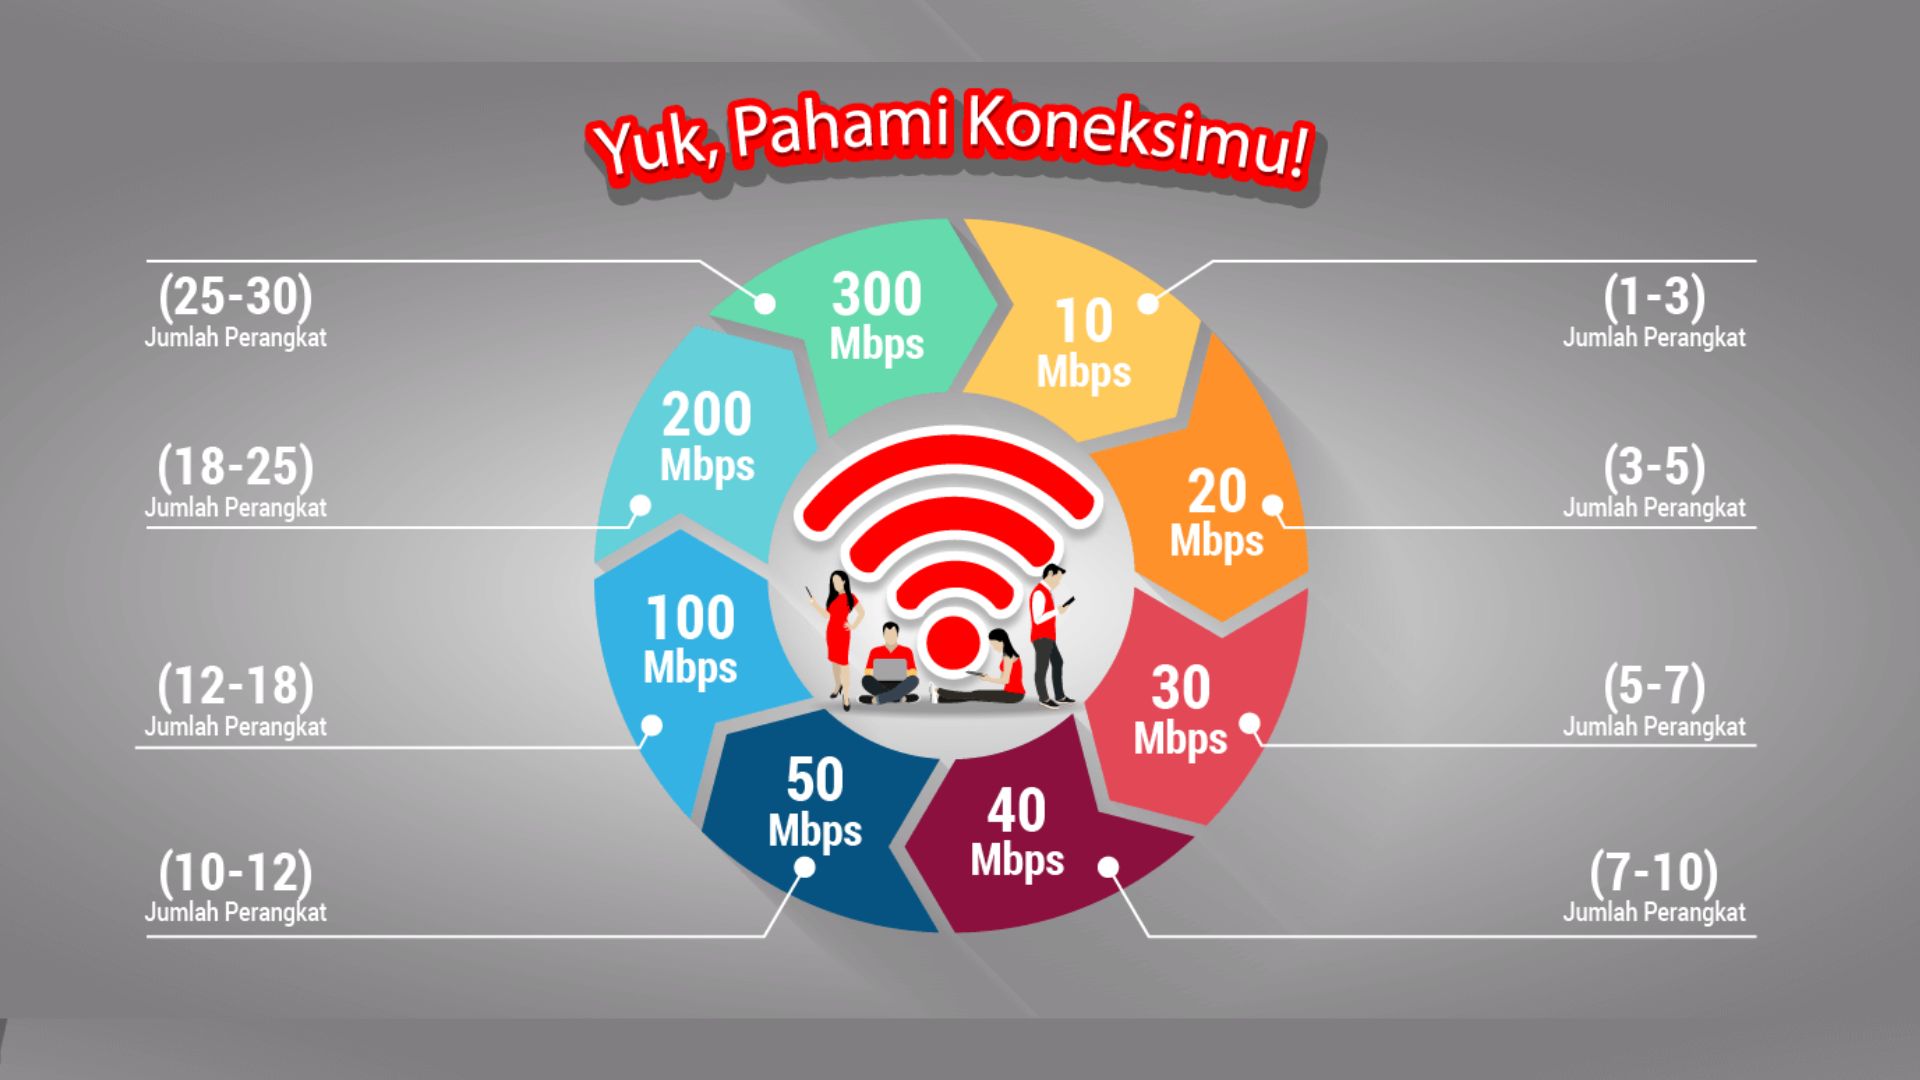 Yuk, Pahami Koneksimu!
300
Mbps
(25-30)
Jumlah Perangkat
10
Mbps
(1-3)
Jumlah Perangkat
200
Mbps
(18-25)
Jumlah Perangkat
20
Mbps
(3-5)
Jumlah Perangkat
100
Mbps
(12-18)
Jumlah Perangkat
30
Mbps
(5-7)
Jumlah Perangkat
50
Mbps
(10-12)
Jumlah Perangkat
40
Mbps
(7-10)
Jumlah Perangkat